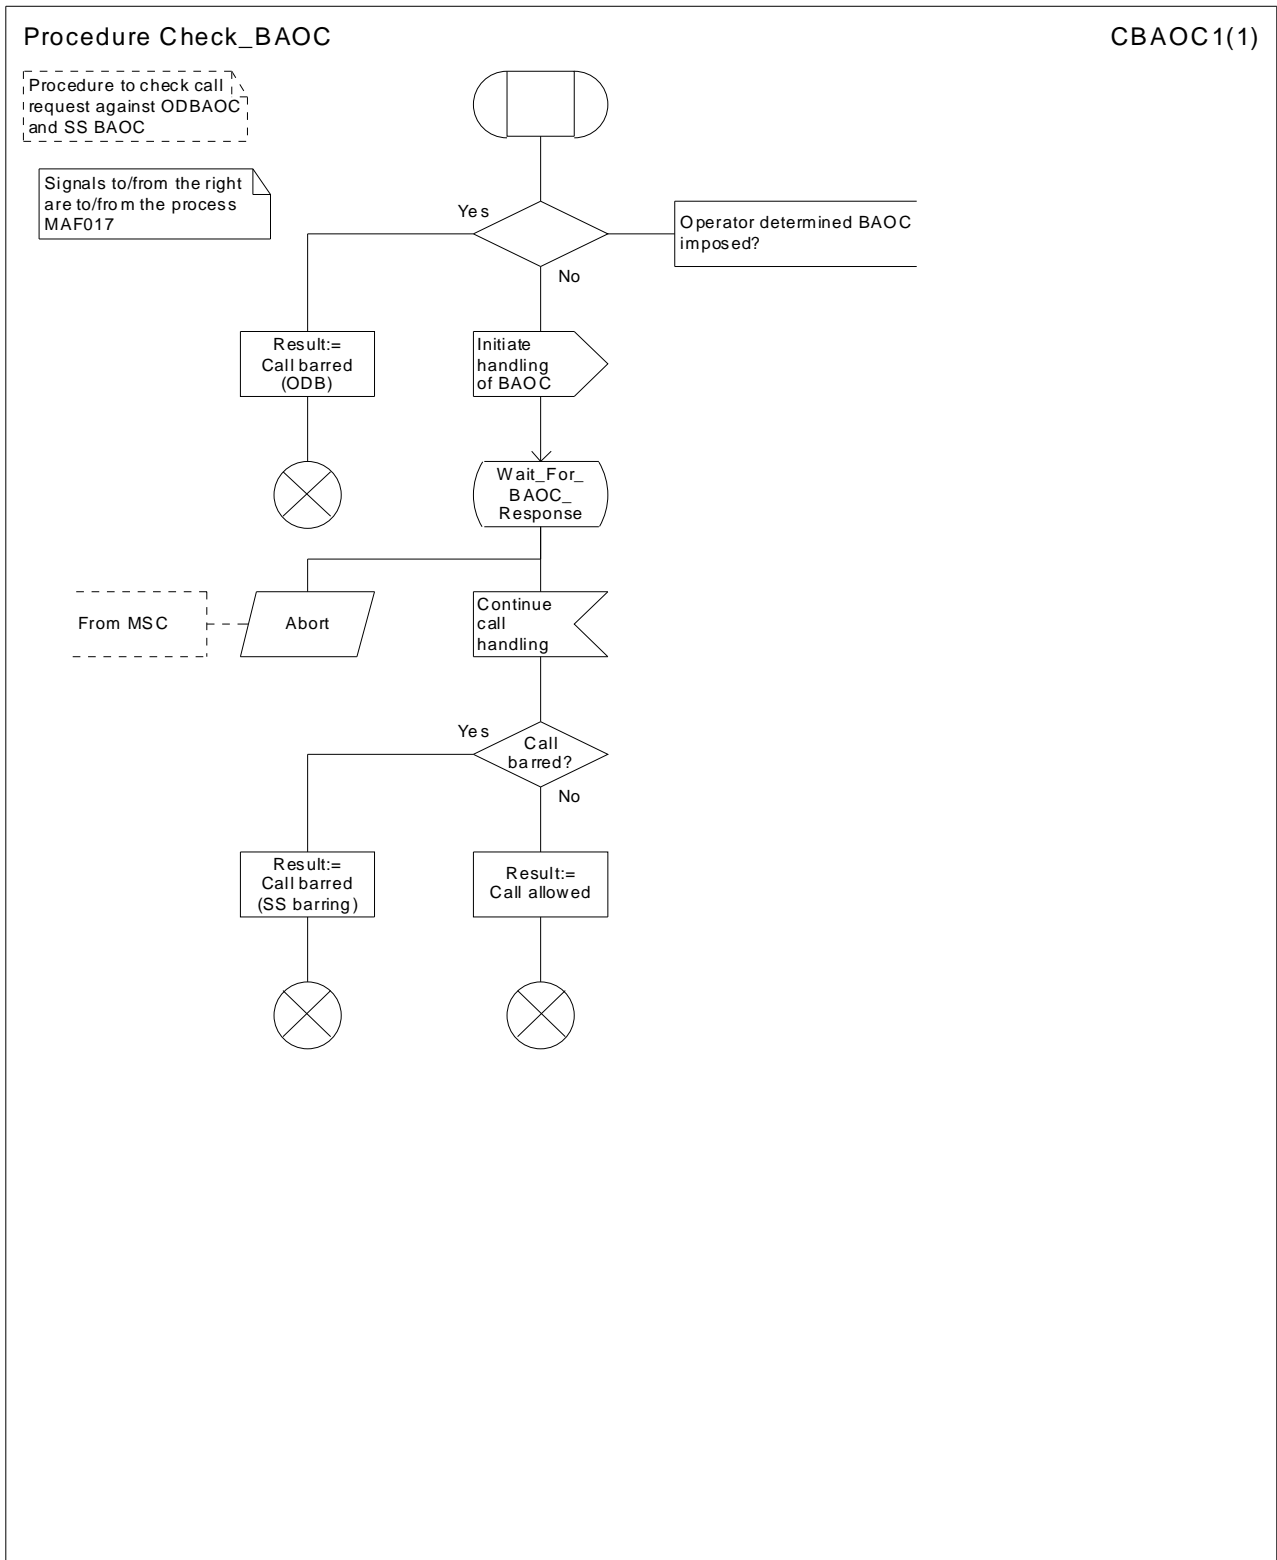 Procedure Check_BAOC
CBAOC1(1)
Procedure to check call
request against ODBAOC
and SS BAOC
Signals to/from the right
are to/from the process
MAF017
Yes
Operator determined BAOC
imposed?
No
Result:=
Call barred
(ODB)
Initiate
handling
of BAOC
Wait_For_
BAOC_
Response
From MSC
Abort
Continue
call
handling
Yes
Call
barred?
No
Result:=
Call barred
(SS barring)
Result:=
Call allowed